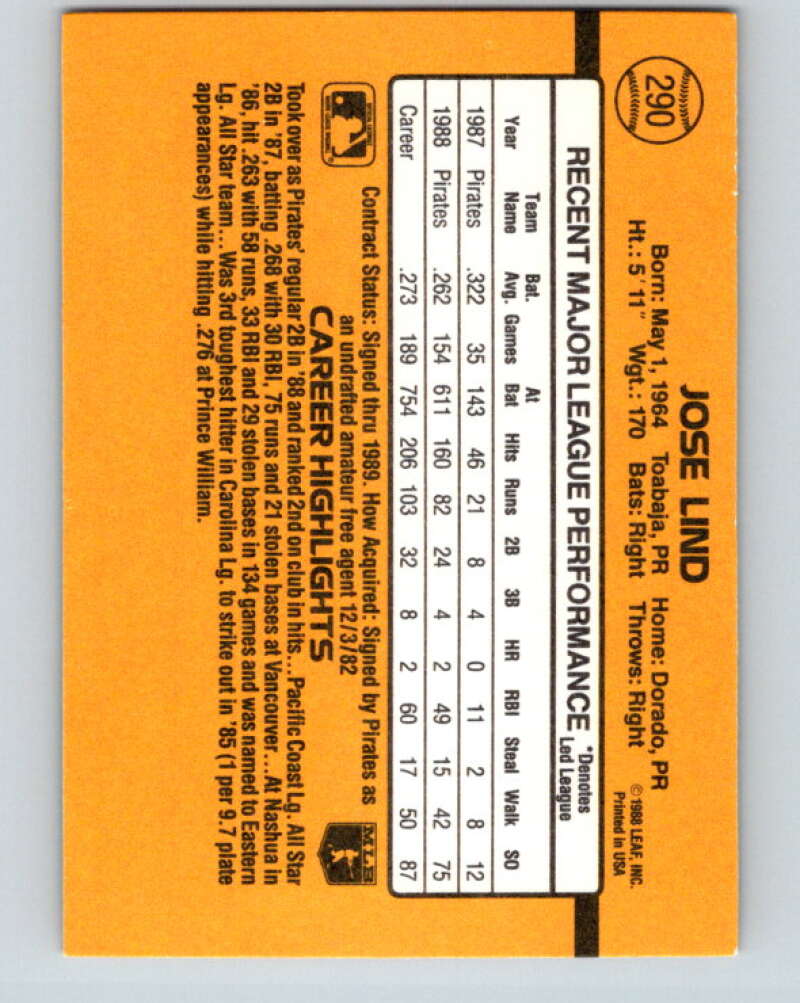 290
JOSE LIND
Born: May 1, 1964 Toabaja, PR Home: Dorado, PR
Ht.: 5'11" Wgt.: 170 Bats: Right Throws: Right
© 1988 LEAF, INC.
Printed in USA
RECENT MAJOR LEAGUE PERFORMANCE *Denotes Led League
Year Team Name Bat. Avg. Games At Bat Hits Runs 2B 3B HR RBI Steal Walk SO
1987 Pirates .322 35 143 46 21 8 4 0 11 2 8 12
1988 Pirates .262 154 611 160 82 24 4 2 49 15 42 75
Career .273 189 754 206 103 32 8 2 60 17 50 87
Contract Status: Signed thru 1989. How Acquired: Signed by Pirates as
an undrafted amateur free agent 12/3/82
MLB
CAREER HIGHLIGHTS
Took over as Pirates' regular 2B in '88 and ranked 2nd on club in hits... Pacific Coast Lg. All Star
2B in '87, batting .268 with 30 RBI, 75 runs and 21 stolen bases at Vancouver... At Nashua in
'86, hit .263 with 58 runs, 33 RBI and 29 stolen bases in 134 games and was named to Eastern
Lg. All Star team... Was 3rd toughest hitter in Carolina Lg. to strike out in '85 (1 per 9.7 plate
appearances) while hitting .276 at Prince William.